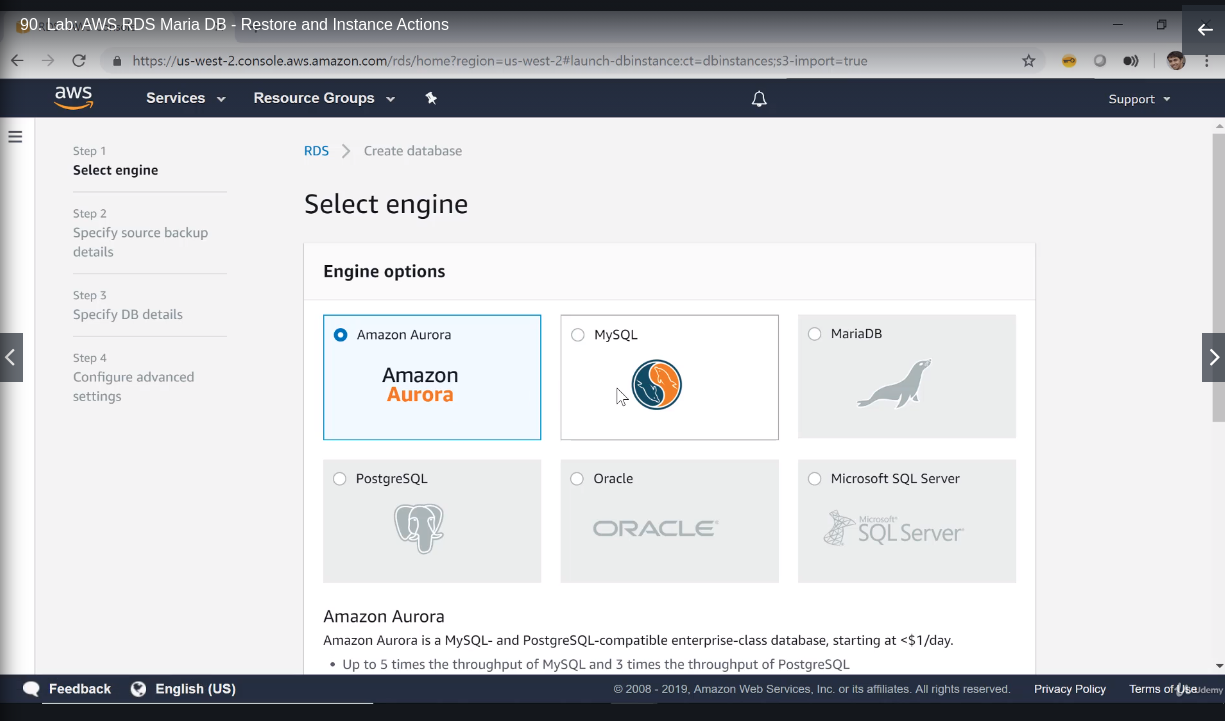 90. Lab: AWS RDS Maria DB - Restore and Instance Actions
https://us-west-2.console.aws.amazon.com/rds/home?region=us-west-2#launch-dbinstance:ct=dbinstances;s3-import=true
aws
Services
Resource Groups
Support
Step 1
Select engine
Step 2
Specify source backup
details
Step 3
Specify DB details
Step 4
Configure advanced
settings
RDS
Create database
Select engine
Engine options
Amazon Aurora
Amazon
Aurora
MySQL
MariaDB
PostgreSQL
Oracle
ORACLE
Microsoft SQL Server
Microsoft
SQL Server
Amazon Aurora
Amazon Aurora is a MySQL- and PostgreSQL-compatible enterprise-class database, starting at <$1/day.
• Up to 5 times the throughput of MySQL and 3 times the throughput of PostgreSQL
Feedback
English (US)
© 2008 - 2019, Amazon Web Services, Inc. or its affiliates. All rights reserved.
Privacy Policy
Terms of Use
Udemy